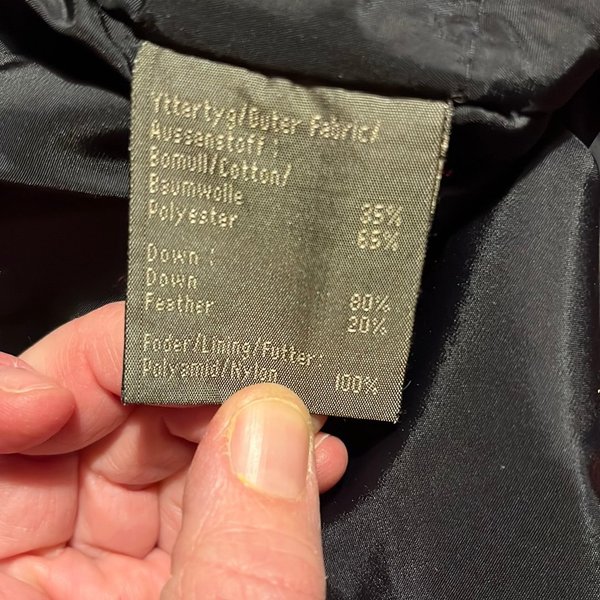 Yttertyg/Outer Fabric/
Aussenstoff:
Bomull/Cotton/
Baumwolle 35%
Polyester 65%
Down:
Down 80%
Feather 20%
Foder/Lining/Futter:
Polyamid/Nylon 100%